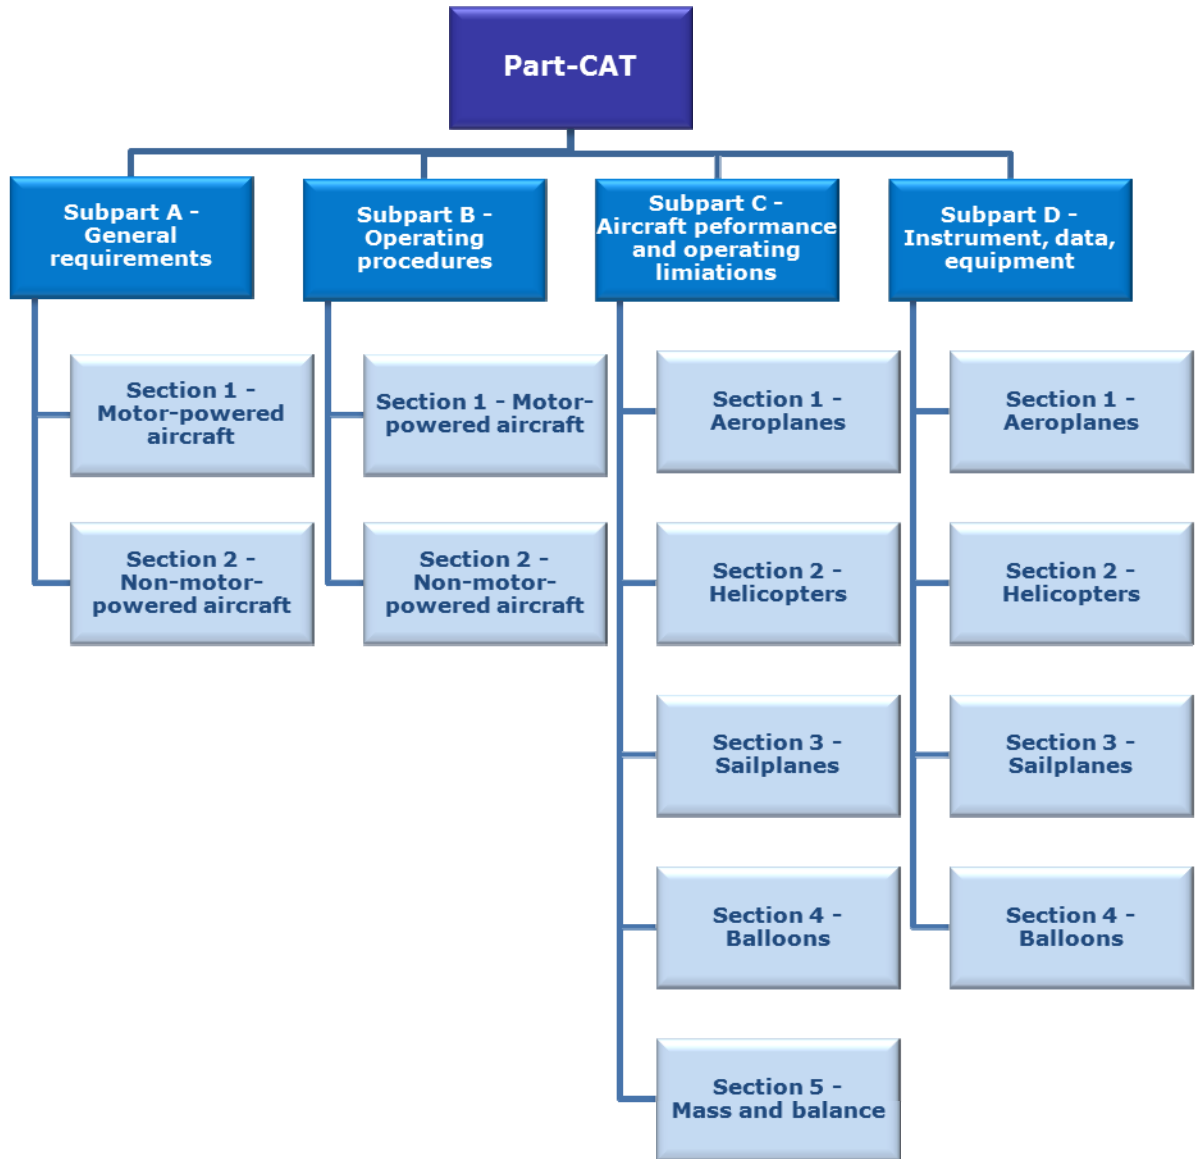 Part-CAT
Subpart A -
General
requirements
Subpart B -
Operating
procedures
Subpart C -
Aircraft peformance
and operating
limiations
Subpart D -
Instrument, data,
equipment
Section 1 -
Motor-powered
aircraft
Section 2 -
Non-motor-
powered aircraft
Section 1 - Motor-
powered aircraft
Section 2 -
Non-motor-
powered aircraft
Section 1 -
Aeroplanes
Section 2 -
Helicopters
Section 3 -
Sailplanes
Section 4 -
Balloons
Section 5 -
Mass and balance
Section 1 -
Aeroplanes
Section 2 -
Helicopters
Section 3 -
Sailplanes
Section 4 -
Balloons